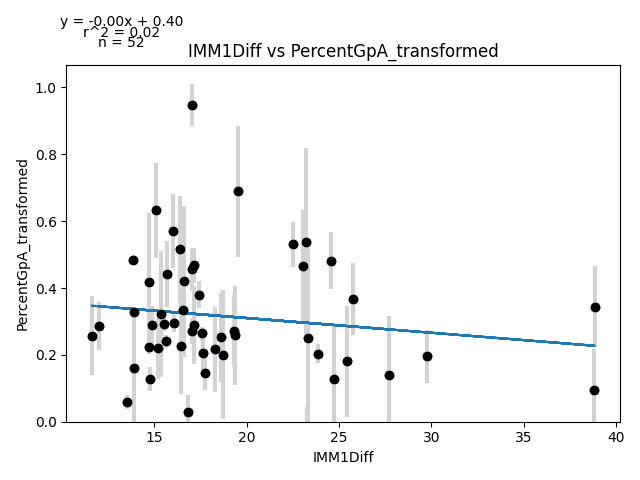 y = -0.00x + 0.40
r^2 = 0.02
n = 52
IMM1Diff vs PercentGpA_transformed
PercentGpA_transformed
1.0
0.8
0.6
0.4
0.2
0.0
15
20
25
30
35
40
IMM1Diff